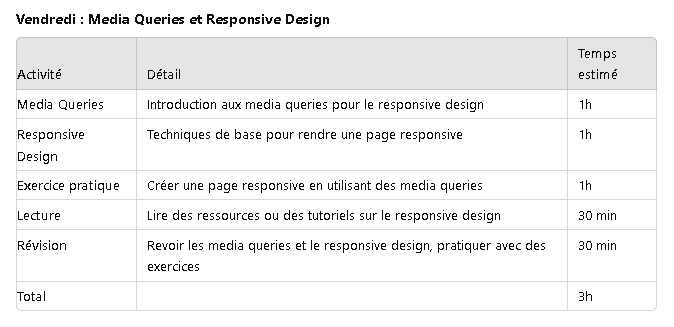 Vendredi : Media Queries et Responsive Design
Activité Détail Temps estimé
Media Queries Introduction aux media queries pour le responsive design 1h
Responsive Design Techniques de base pour rendre une page responsive 1h
Exercice pratique Créer une page responsive en utilisant des media queries 1h
Lecture Lire des ressources ou des tutoriels sur le responsive design 30 min
Révision Revoir les media queries et le responsive design, pratiquer avec des exercices 30 min
Total 3h